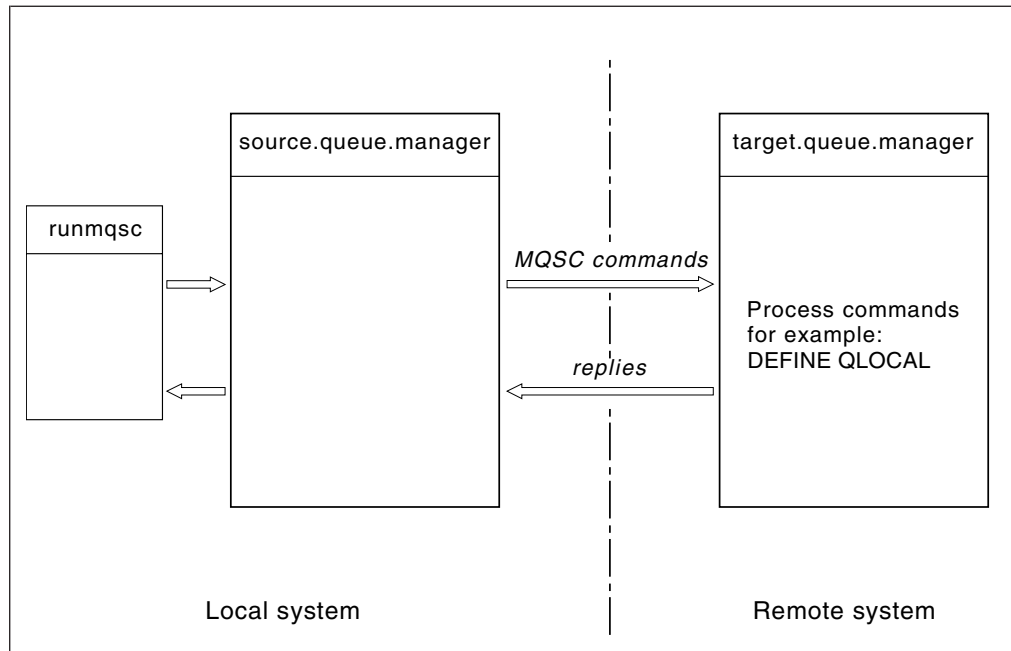 source.queue.manager
target.queue.manager
runmqsc
MQSC commands
Process commands
for example:
DEFINE QLOCAL
replies
Local system
Remote system